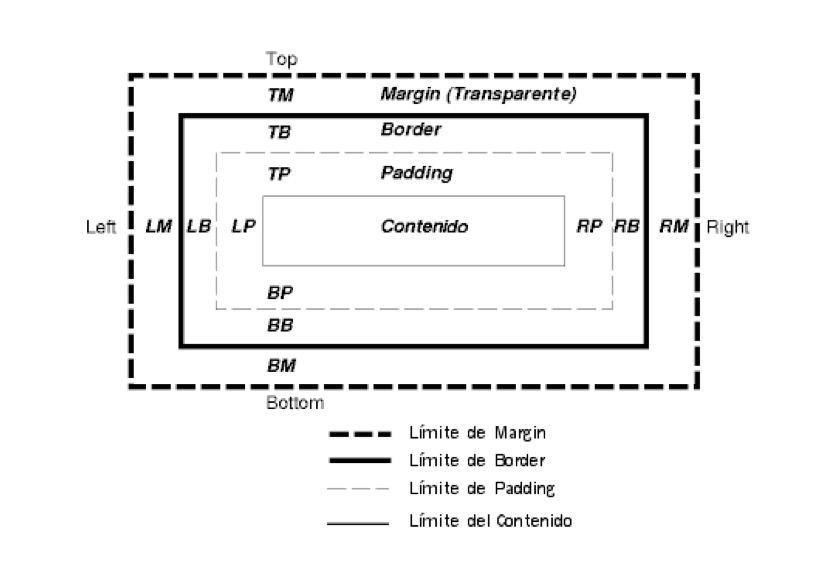 Top
TM Margin (Transparente)
TB Border
TP Padding
Left LM LB LP Contenido RP RB RM Right
BP
BB
BM
Bottom
Límite de Margin
Límite de Border
Límite de Padding
Límite del Contenido